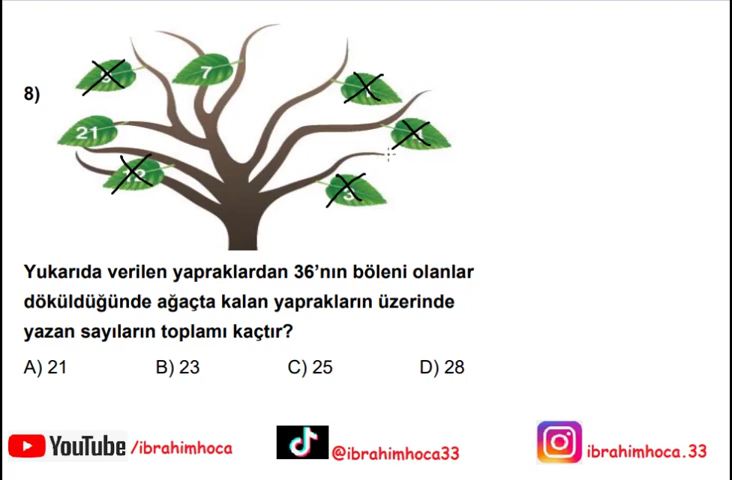 8)
7
21
12
Yukarıda verilen yapraklardan 36’nın böleni olanlar
döküldüğünde ağaçta kalan yaprakların üzerinde
yazan sayıların toplamı kaçtır?
A) 21 B) 23 C) 25 D) 28
YouTube /ibrahimhoca @ibrahimhoca33 ibrahimhoca.33